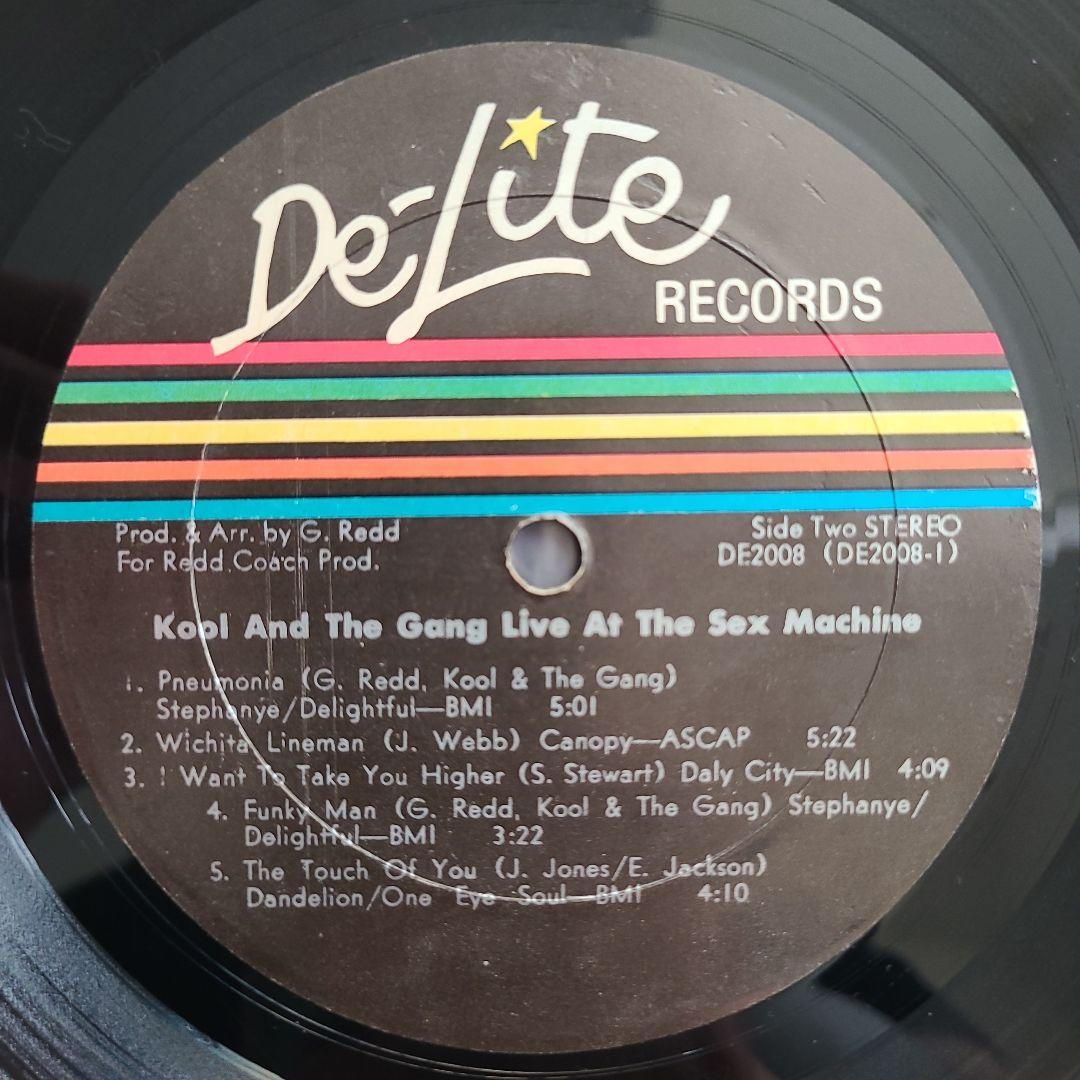 De-Lite
RECORDS
Prod. & Arr. by G. Redd
For Redd Coach Prod.
Side Two STEREO
DE2008 (DE2008-1)
Kool And The Gang Live At The Sex Machine
1. Pneumonia (G. Redd, Kool & The Gang)
Stephanye/Delightful—BMI 5:01
2. Wichita Lineman (J. Webb) Canopy—ASCAP 5:22
3. I Want To Take You Higher (S. Stewart) Daly City—BMI 4:09
4. Funky Man (G. Redd, Kool & The Gang) Stephanye/
Delightful—BMI 3:22
5. The Touch Of You (J. Jones/E. Jackson)
Dandelion/One Eye Soul—BMI 4:10